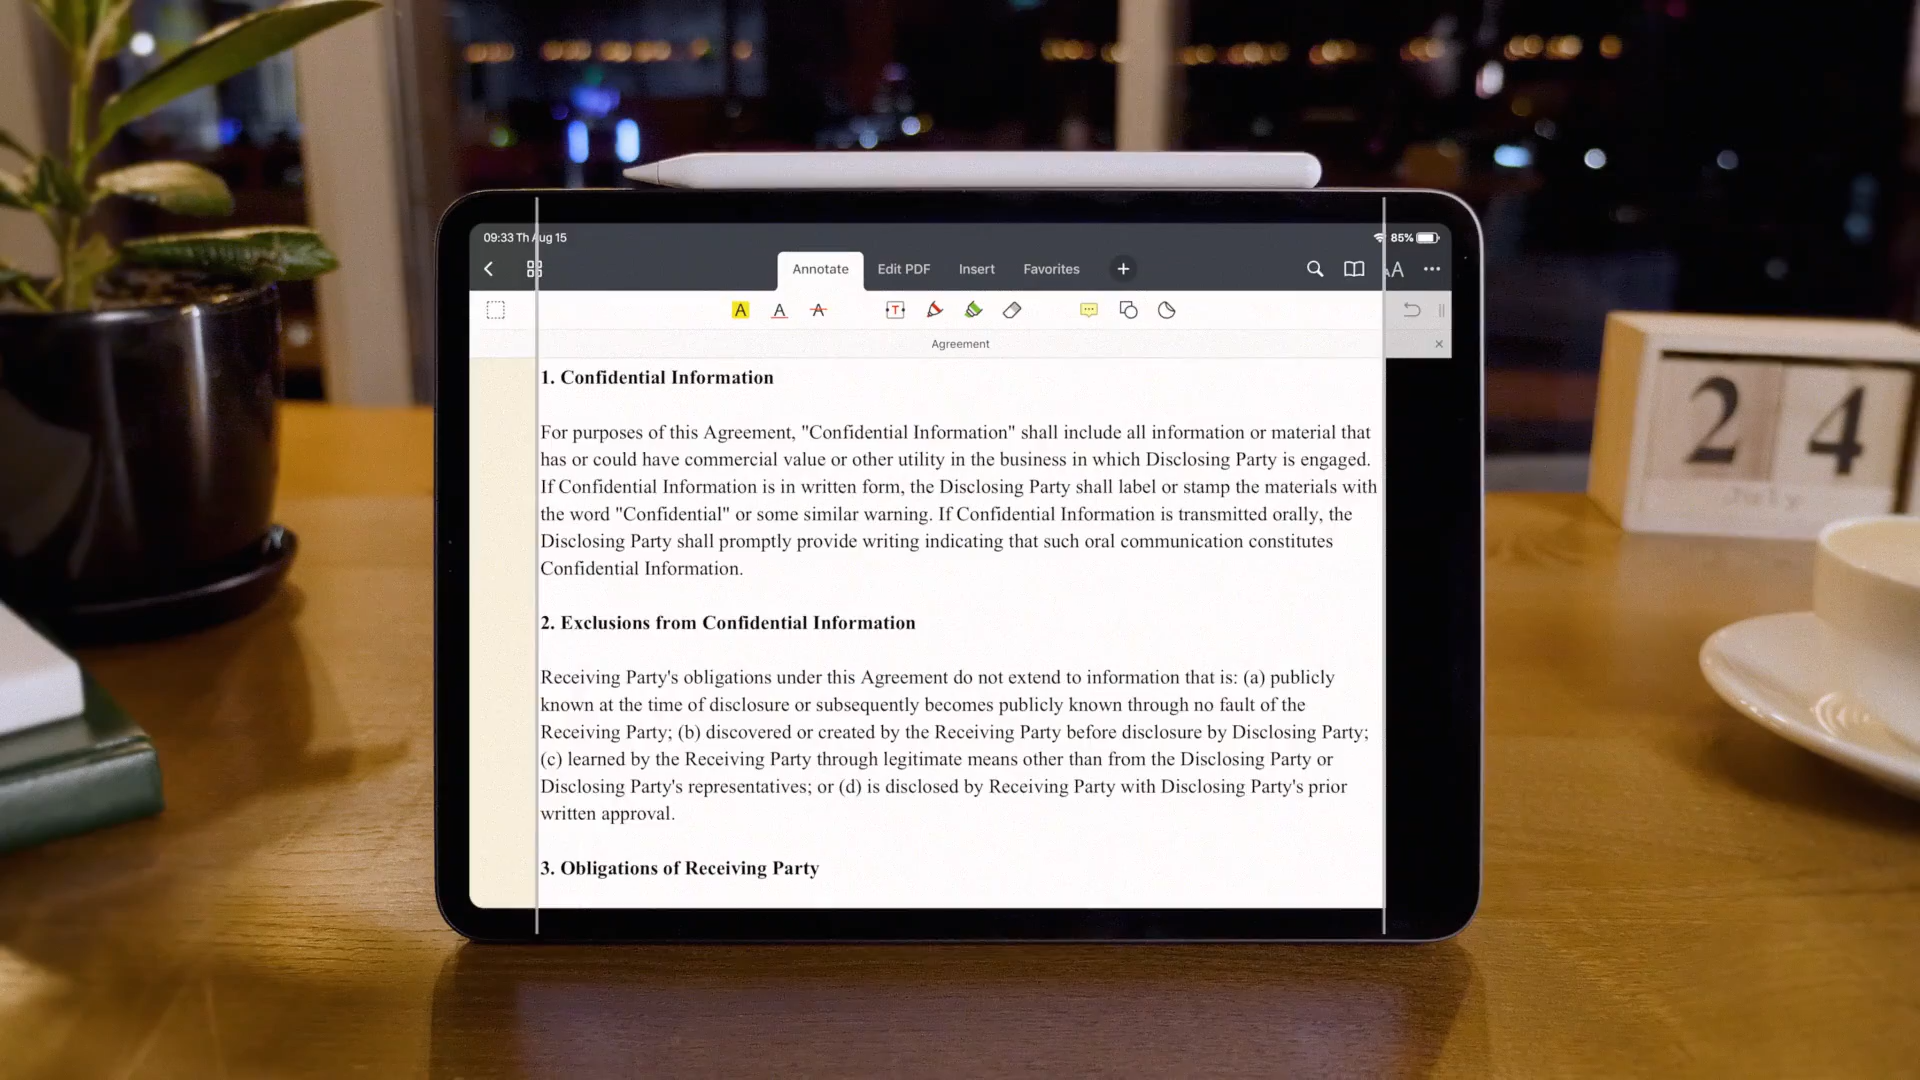 09:33 Th Aug 15
85%
Annotate Edit PDF Insert Favorites
AA
A A A T
Agreement
1. Confidential Information
For purposes of this Agreement, "Confidential Information" shall include all information or material that
has or could have commercial value or other utility in the business in which Disclosing Party is engaged.
If Confidential Information is in written form, the Disclosing Party shall label or stamp the materials with
the word "Confidential" or some similar warning. If Confidential Information is transmitted orally, the
Disclosing Party shall promptly provide writing indicating that such oral communication constitutes
Confidential Information.
2. Exclusions from Confidential Information
Receiving Party's obligations under this Agreement do not extend to information that is: (a) publicly
known at the time of disclosure or subsequently becomes publicly known through no fault of the
Receiving Party; (b) discovered or created by the Receiving Party before disclosure by Disclosing Party;
(c) learned by the Receiving Party through legitimate means other than from the Disclosing Party or
Disclosing Party's representatives; or (d) is disclosed by Receiving Party with Disclosing Party's prior
written approval.
3. Obligations of Receiving Party
24
July